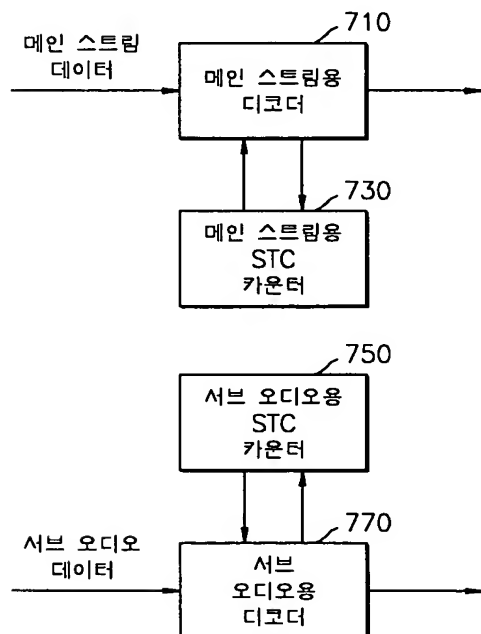 710
메인 스트림
데이터
메인 스트림용
디코더
730
메인 스트림용
STC
카운터
750
서브 오디오용
STC
카운터
770
서브 오디오
데이터
서브
오디오용
디코더